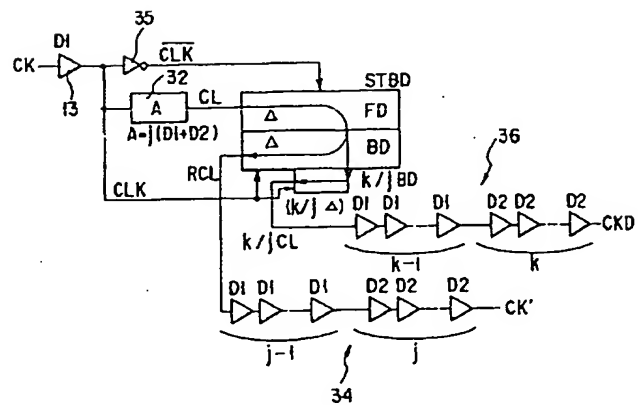 35
D1
CLK
CK
STBD
32
13
A
CL
Δ
FD
A=j(D1+D2)
Δ
BD
36
RCL
k/jBD
CLK
(k/j Δ)
D1 D1 D1 D2 D2 D2
CKD
k/jCL
k-1
k
D1 D1 D1 D2 D2 D2
CK'
j-1
j
34